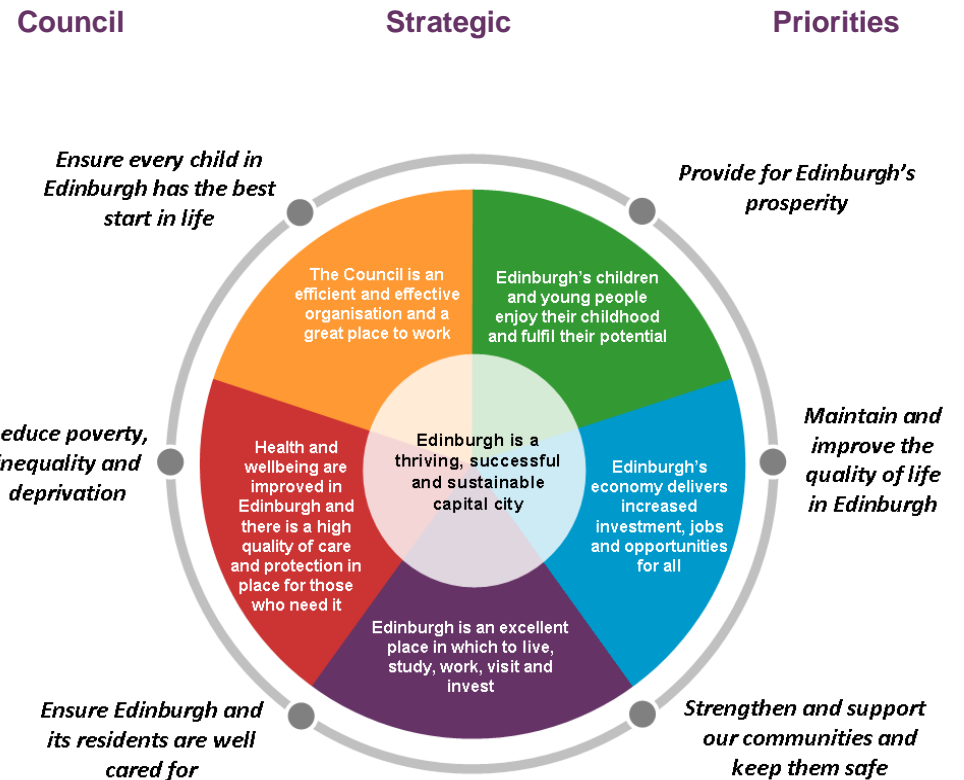 Council Strategic Priorities
Ensure every child in
Edinburgh has the best
start in life
Provide for Edinburgh's
prosperity
The Council is an
efficient and effective
organisation and a
great place to work
Edinburgh's children
and young people
enjoy their childhood
and fulfil their potential
educe poverty,
nequality and
deprivation
Health and
wellbeing are
improved in
Edinburgh and
there is a high
quality of care
and protection in
place for those
who need it
Edinburgh is a
thriving, successful
and sustainable
capital city
Edinburgh's
economy delivers
increased
investment, jobs
and opportunities
for all
Maintain and
improve the
quality of life
in Edinburgh
Edinburgh is an excellent
place in which to live,
study, work, visit and
invest
Ensure Edinburgh and
its residents are well
cared for
Strengthen and support
our communities and
keep them safe